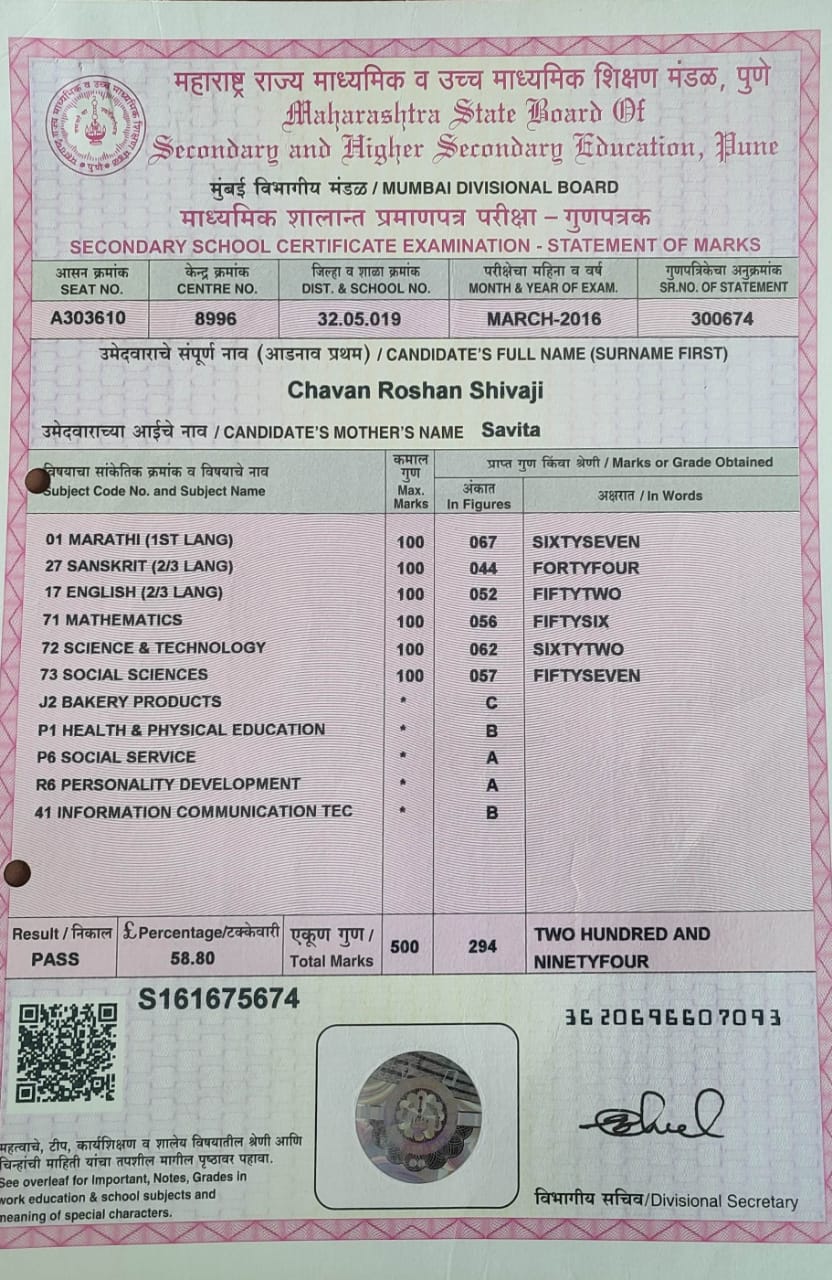 महाराष्ट्र राज्य माध्यमिक व उच्च माध्यमिक शिक्षण मंडळ, पुणे
Maharashtra State Board Of
Secondary and Higher Secondary Education, Pune
मुंबई विभागीय मंडळ / MUMBAI DIVISIONAL BOARD
माध्यमिक शालान्त प्रमाणपत्र परीक्षा – गुणपत्रक
SECONDARY SCHOOL CERTIFICATE EXAMINATION - STATEMENT OF MARKS
आसन क्रमांक केन्द्र क्रमांक जिल्हा व शाळा क्रमांक परीक्षेचा महिना व वर्ष गुणपत्रिकेचा अनुक्रमांक
SEAT NO. CENTRE NO. DIST. & SCHOOL NO. MONTH & YEAR OF EXAM. SR.NO. OF STATEMENT
A303610 8996 32.05.019 MARCH-2016 300674
उमेदवाराचे संपूर्ण नाव (आडनाव प्रथम) / CANDIDATE'S FULL NAME (SURNAME FIRST)
Chavan Roshan Shivaji
उमेदवाराच्या आईचे नाव / CANDIDATE'S MOTHER'S NAME Savita
विषयाचा सांकेतिक क्रमांक व विषयाचे नाव
Subject Code No. and Subject Name
कमाल
गुण
Max.
Marks
प्राप्त गुण किंवा श्रेणी / Marks or Grade Obtained
अंकात
In Figures
अक्षरात / In Words
01 MARATHI (1ST LANG) 100 067 SIXTYSEVEN
27 SANSKRIT (2/3 LANG) 100 044 FORTYFOUR
17 ENGLISH (2/3 LANG) 100 052 FIFTYTWO
71 MATHEMATICS 100 056 FIFTYSIX
72 SCIENCE & TECHNOLOGY 100 062 SIXTYTWO
73 SOCIAL SCIENCES 100 057 FIFTYSEVEN
J2 BAKERY PRODUCTS * C
P1 HEALTH & PHYSICAL EDUCATION * B
P6 SOCIAL SERVICE * A
R6 PERSONALITY DEVELOPMENT * A
41 INFORMATION COMMUNICATION TEC * B
Result / निकाल £Percentage/टक्केवारी एकूण गुण /
PASS 58.80 Total Marks 500 294 TWO HUNDRED AND
NINETYFOUR
S161675674
3620696607093
महत्वाचे, टीप, कार्यशिक्षण व शालेय विषयातील श्रेणी आणि
चिन्हांची माहिती यांचा तपशील मागील पृष्ठावर पहावा.
See overleaf for Important, Notes, Grades in
work education & school subjects and
meaning of special characters.
विभागीय सचिव/Divisional Secretary